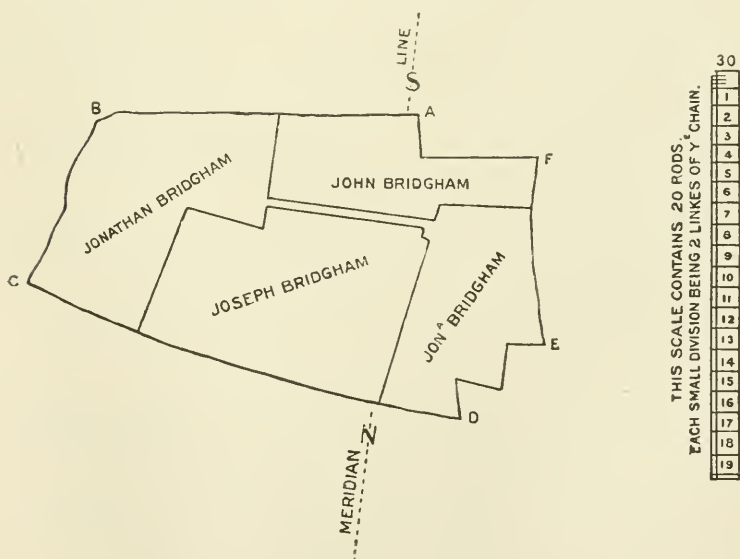 LINE
S
A
B
F
JOHN BRIDGHAM
JONATHAN BRIDGHAM
C
JOSEPH BRIDGHAM
JONᴬ BRIDGHAM
E
D
N
MERIDIAN
THIS SCALE CONTAINS 20 RODS,
EACH SMALL DIVISION BEING 2 LINKES OF Yᴱ CHAIN.
30
1
2
3
4
5
6
7
8
9
10
11
12
13
14
15
16
17
18
19